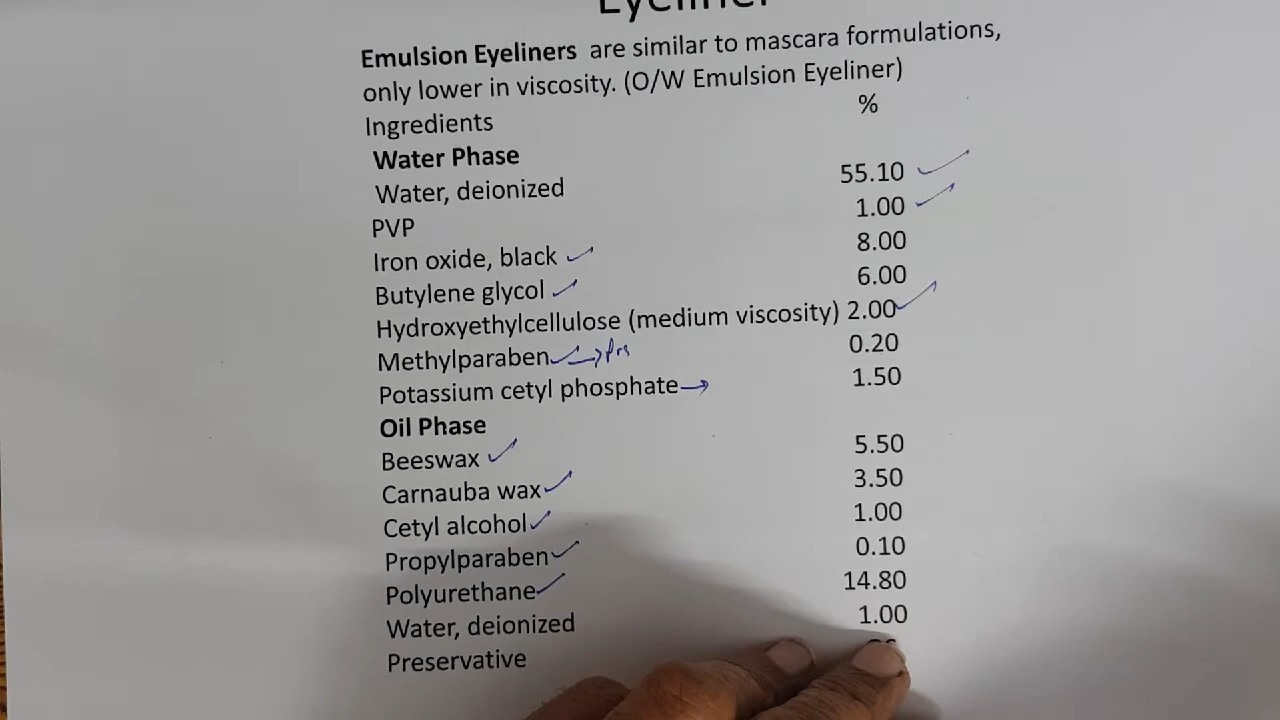 Eyeliner
Emulsion Eyeliners are similar to mascara formulations,
only lower in viscosity. (O/W Emulsion Eyeliner)
Ingredients %
Water Phase
Water, deionized 55.10
PVP 1.00
Iron oxide, black 8.00
Butylene glycol 6.00
Hydroxyethylcellulose (medium viscosity) 2.00
Methylparaben 0.20
Potassium cetyl phosphate 1.50
Oil Phase
Beeswax 5.50
Carnauba wax 3.50
Cetyl alcohol 1.00
Propylparaben 0.10
Polyurethane 14.80
Water, deionized 1.00
Preservative